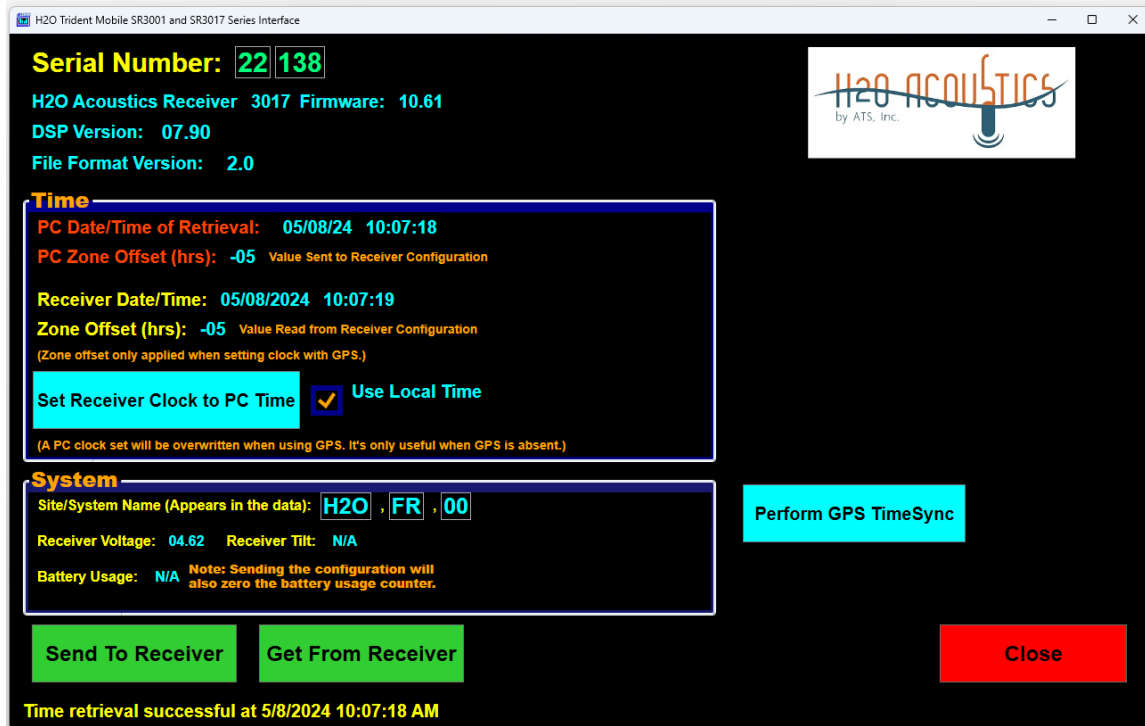 H2O Trident Mobile SR3001 and SR3017 Series Interface
Serial Number: 22 138
H2O Acoustics Receiver 3017 Firmware: 10.61
DSP Version: 07.90
File Format Version: 2.0
H2O ACOUSTICS
by ATS, Inc.
Time
PC Date/Time of Retrieval: 05/08/24 10:07:18
PC Zone Offset (hrs): -05 Value Sent to Receiver Configuration
Receiver Date/Time: 05/08/2024 10:07:19
Zone Offset (hrs): -05 Value Read from Receiver Configuration
(Zone offset only applied when setting clock with GPS.)
Set Receiver Clock to PC Time Use Local Time
(A PC clock set will be overwritten when using GPS. It's only useful when GPS is absent.)
System
Site/System Name (Appears in the data): H2O , FR , 00
Receiver Voltage: 04.62 Receiver Tilt: N/A
Battery Usage: N/A Note: Sending the configuration will
also zero the battery usage counter.
Perform GPS TimeSync
Send To Receiver Get From Receiver Close
Time retrieval successful at 5/8/2024 10:07:18 AM